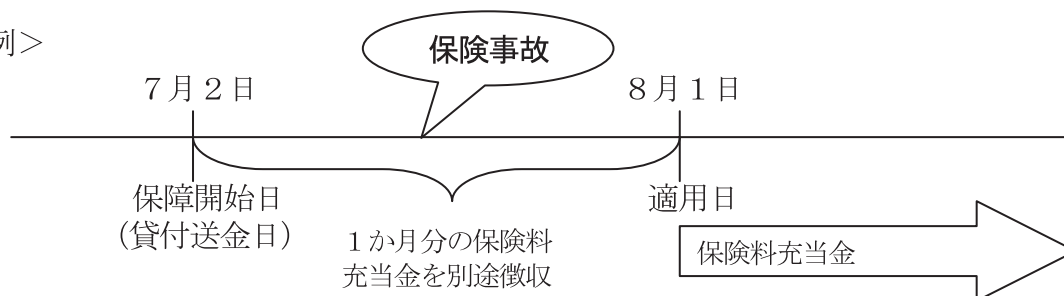 例＞
保険事故
７月２日
８月１日
保障開始日
（貸付送金日）
適用日
１か月分の保険料
充当金を別途徴収
保険料充当金